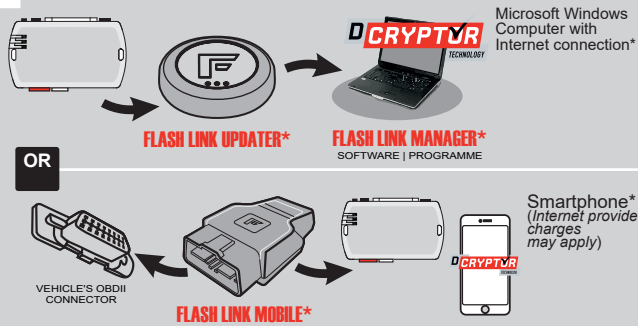 DCRYPTOR
TECHNOLOGY
Microsoft Windows
Computer with
Internet connection*
FLASH LINK UPDATER*
FLASH LINK MANAGER*
SOFTWARE | PROGRAMME
OR
VEHICLE'S OBDII
CONNECTOR
FLASH LINK MOBILE*
DCRYPTOR
TECHNOLOGY
Smartphone*
(Internet provide
charges
may apply)